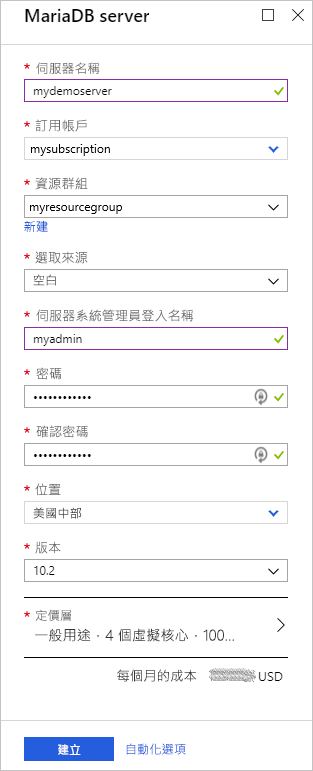 MariaDB server
* 伺服器名稱
mydemoserver
* 訂用帳戶
mysubscription
* 資源群組
myresourcegroup
新建
* 選取來源
空白
* 伺服器系統管理員登入名稱
myadmin
* 密碼
••••••••••••
* 確認密碼
••••••••••••
* 位置
美國中部
* 版本
10.2
* 定價層
一般用途，4 個虛擬核心，100...
每個月的成本 USD
建立 自動化選項